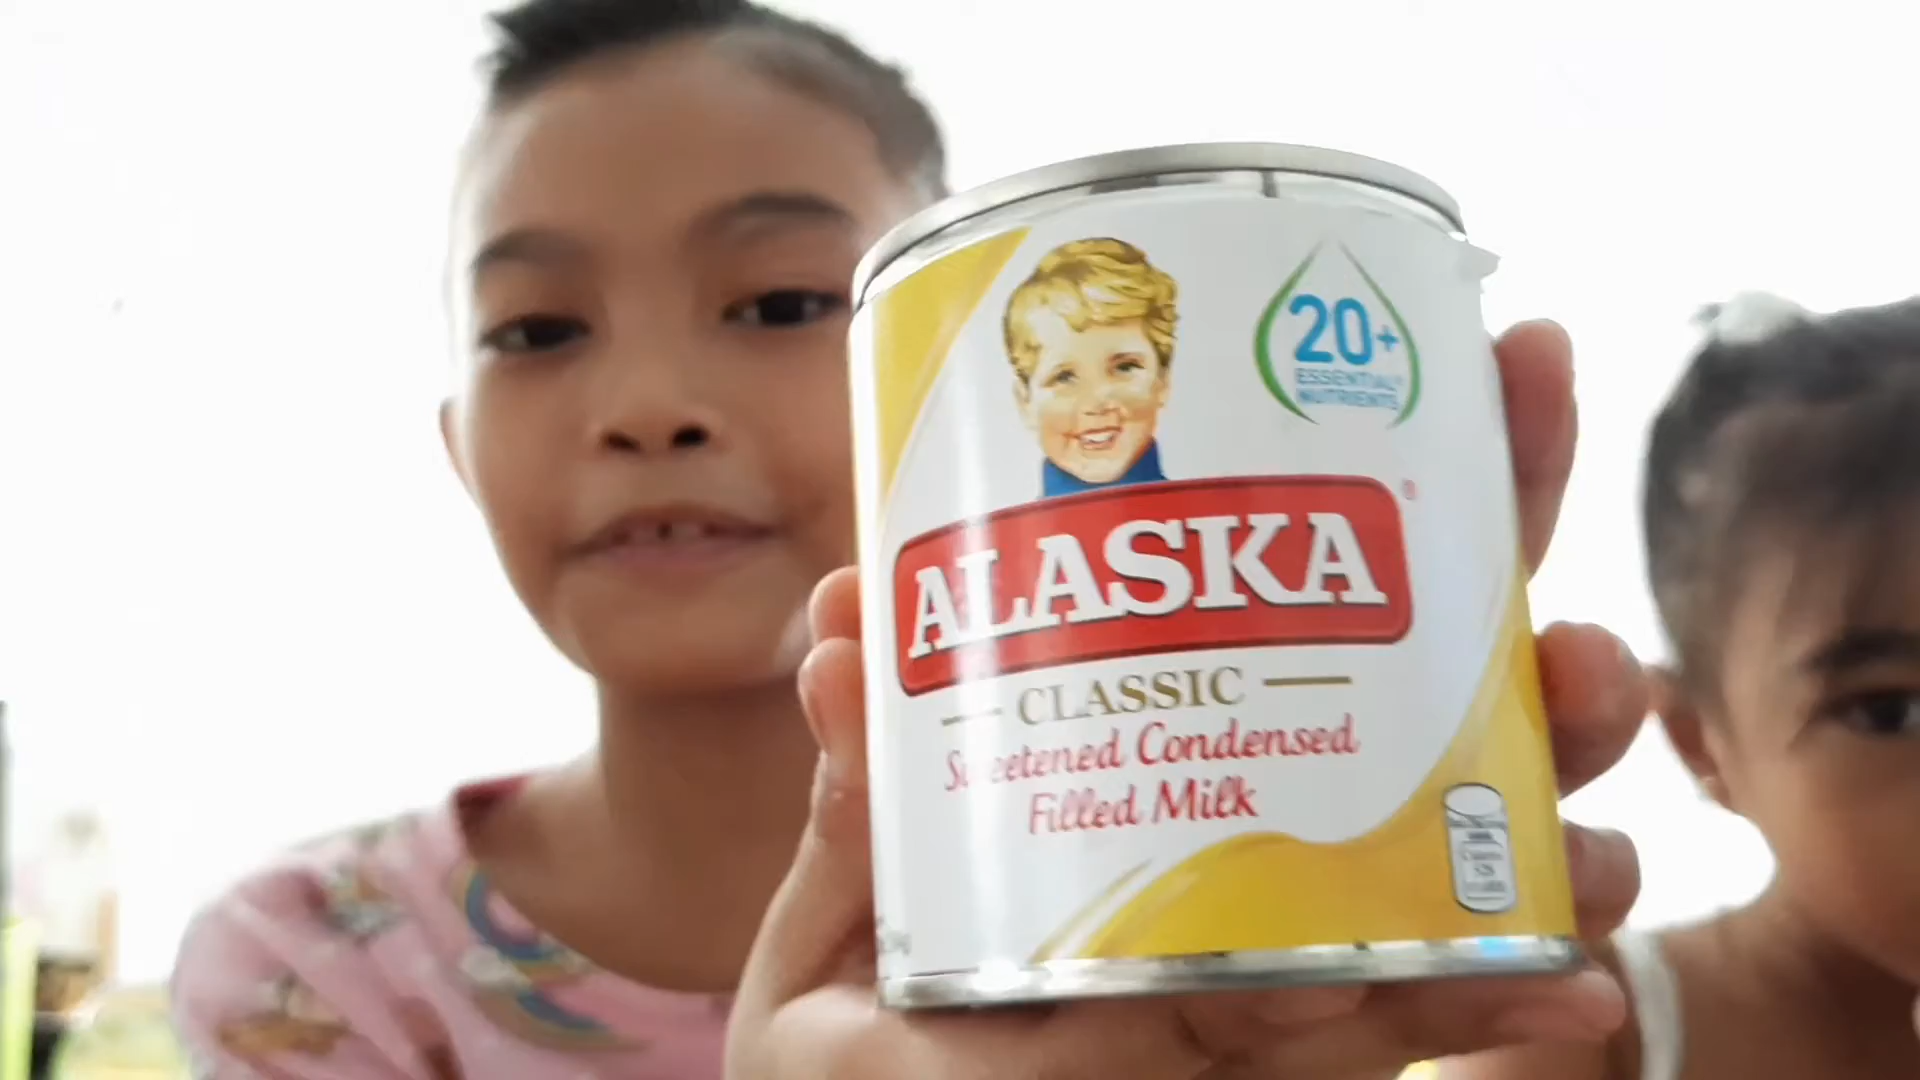 20+
ESSENTIAL
NUTRIENTS
ALASKA
CLASSIC
Sweetened Condensed
Filled Milk